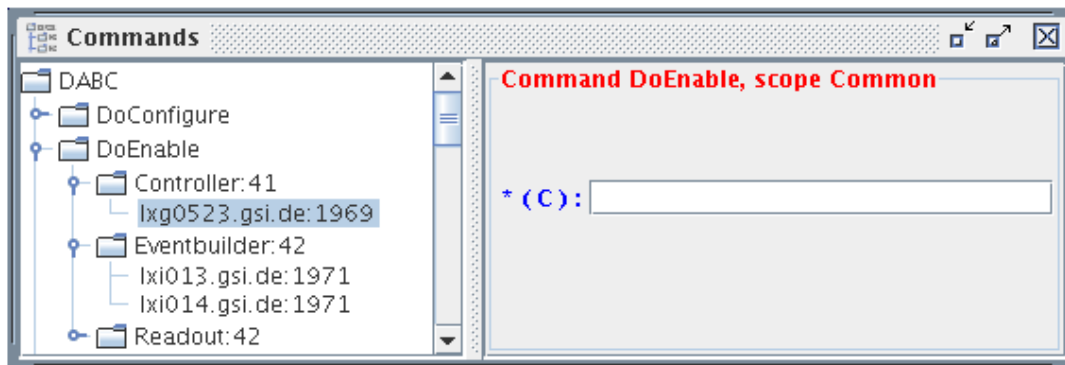 Commands
DABC
DoConfigure
DoEnable
Controller:41
lxg0523.gsi.de:1969
Eventbuilder:42
lxi013.gsi.de:1971
lxi014.gsi.de:1971
Readout:42
Command DoEnable, scope Common
* (C):